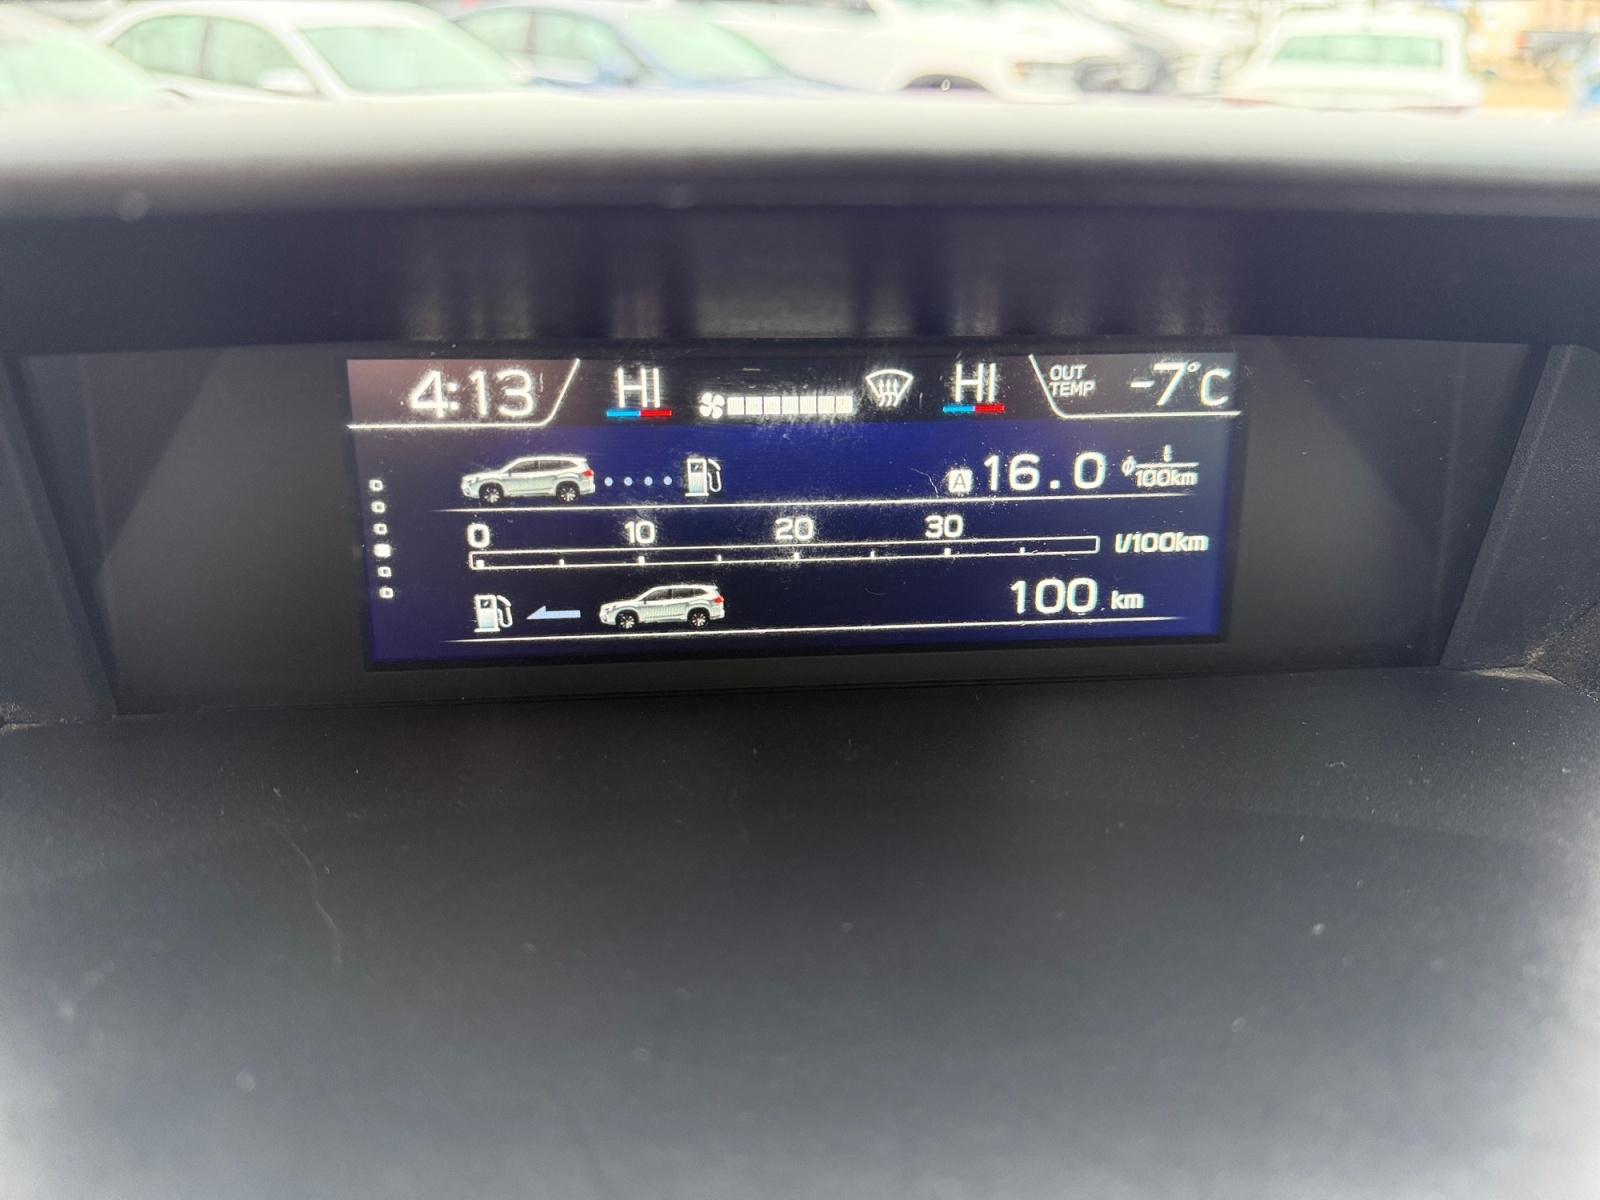 4:13 HI HI OUT TEMP -7°C
A 16.0 ϕ ℓ/100km
0 10 20 30 l/100km
100 km